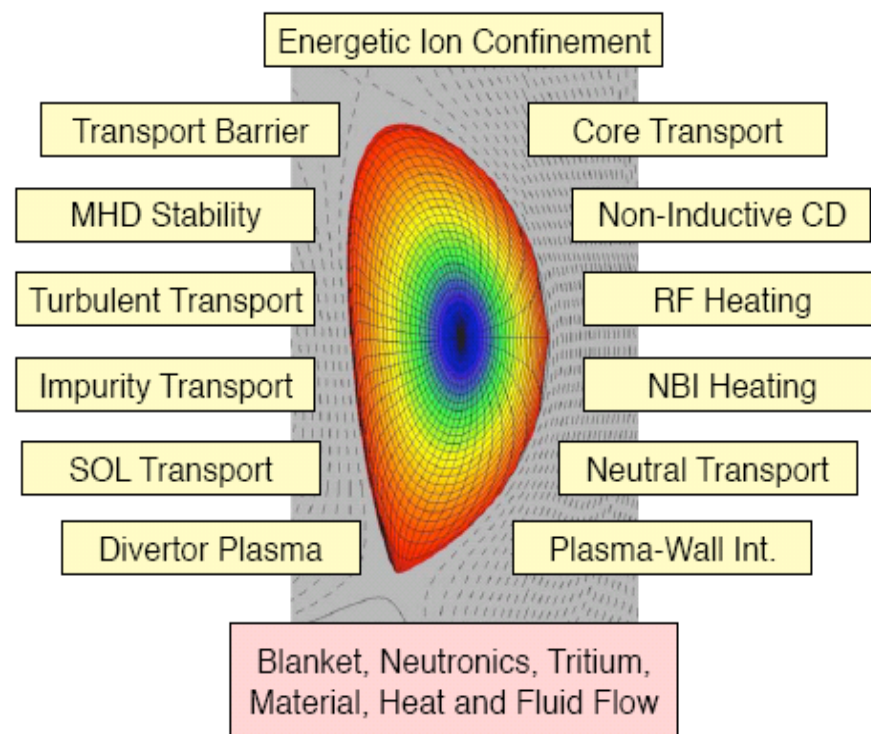 Energetic Ion Confinement
Transport Barrier
Core Transport
MHD Stability
Non-Inductive CD
Turbulent Transport
RF Heating
Impurity Transport
NBI Heating
SOL Transport
Neutral Transport
Divertor Plasma
Plasma-Wall Int.
Blanket, Neutronics, Tritium,
Material, Heat and Fluid Flow